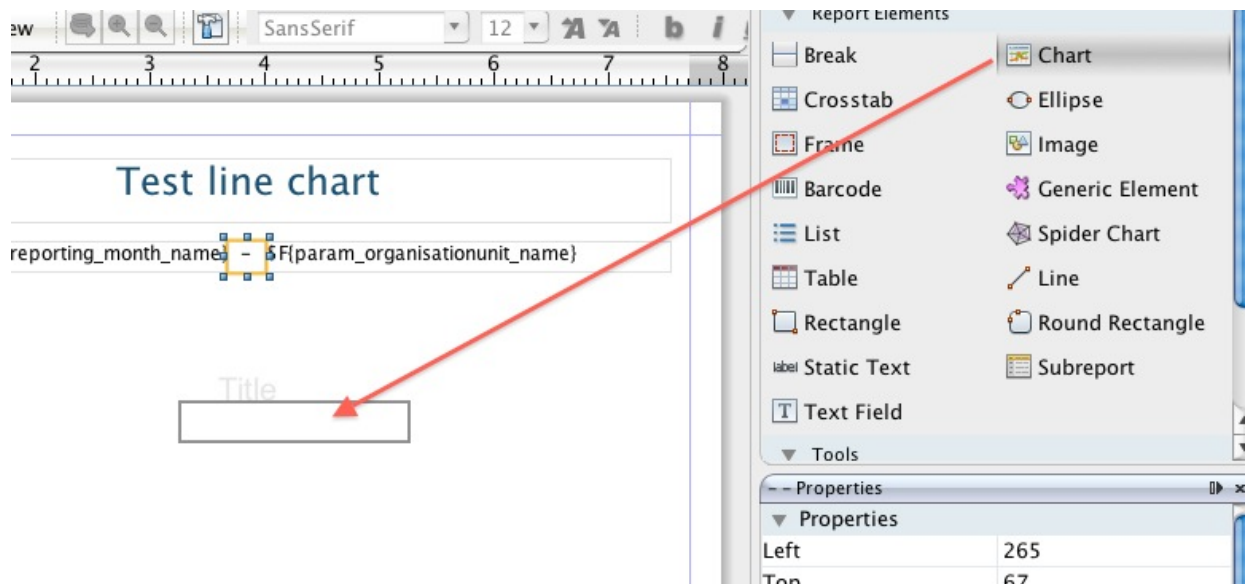 Report Elements
ew SansSerif 12 A A b i
2 3 4 5 6 7 8
Break Chart
Crosstab Ellipse
Frame Image
Test line chart
Barcode Generic Element
List Spider Chart
reporting_month_name} - $F{param_organisationunit_name}
Table Line
Rectangle Round Rectangle
label Static Text Subreport
Title
T Text Field
Tools
- - Properties
Properties
Left 265
Top 67